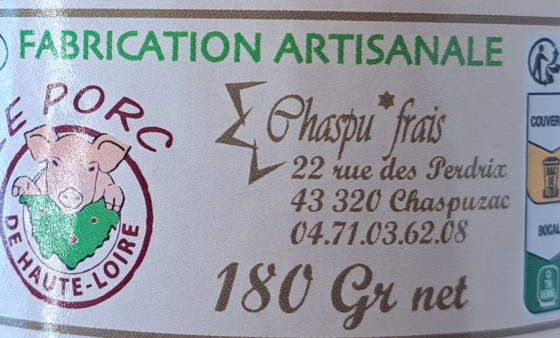 FABRICATION ARTISANALE
LE PORC
DE HAUTE-LOIRE
Chaspu*frais
22 rue des Perdrix
43 320 Chaspuzac
04.71.03.62.08
180 Gr net
COUVER
BAC
BOCAL